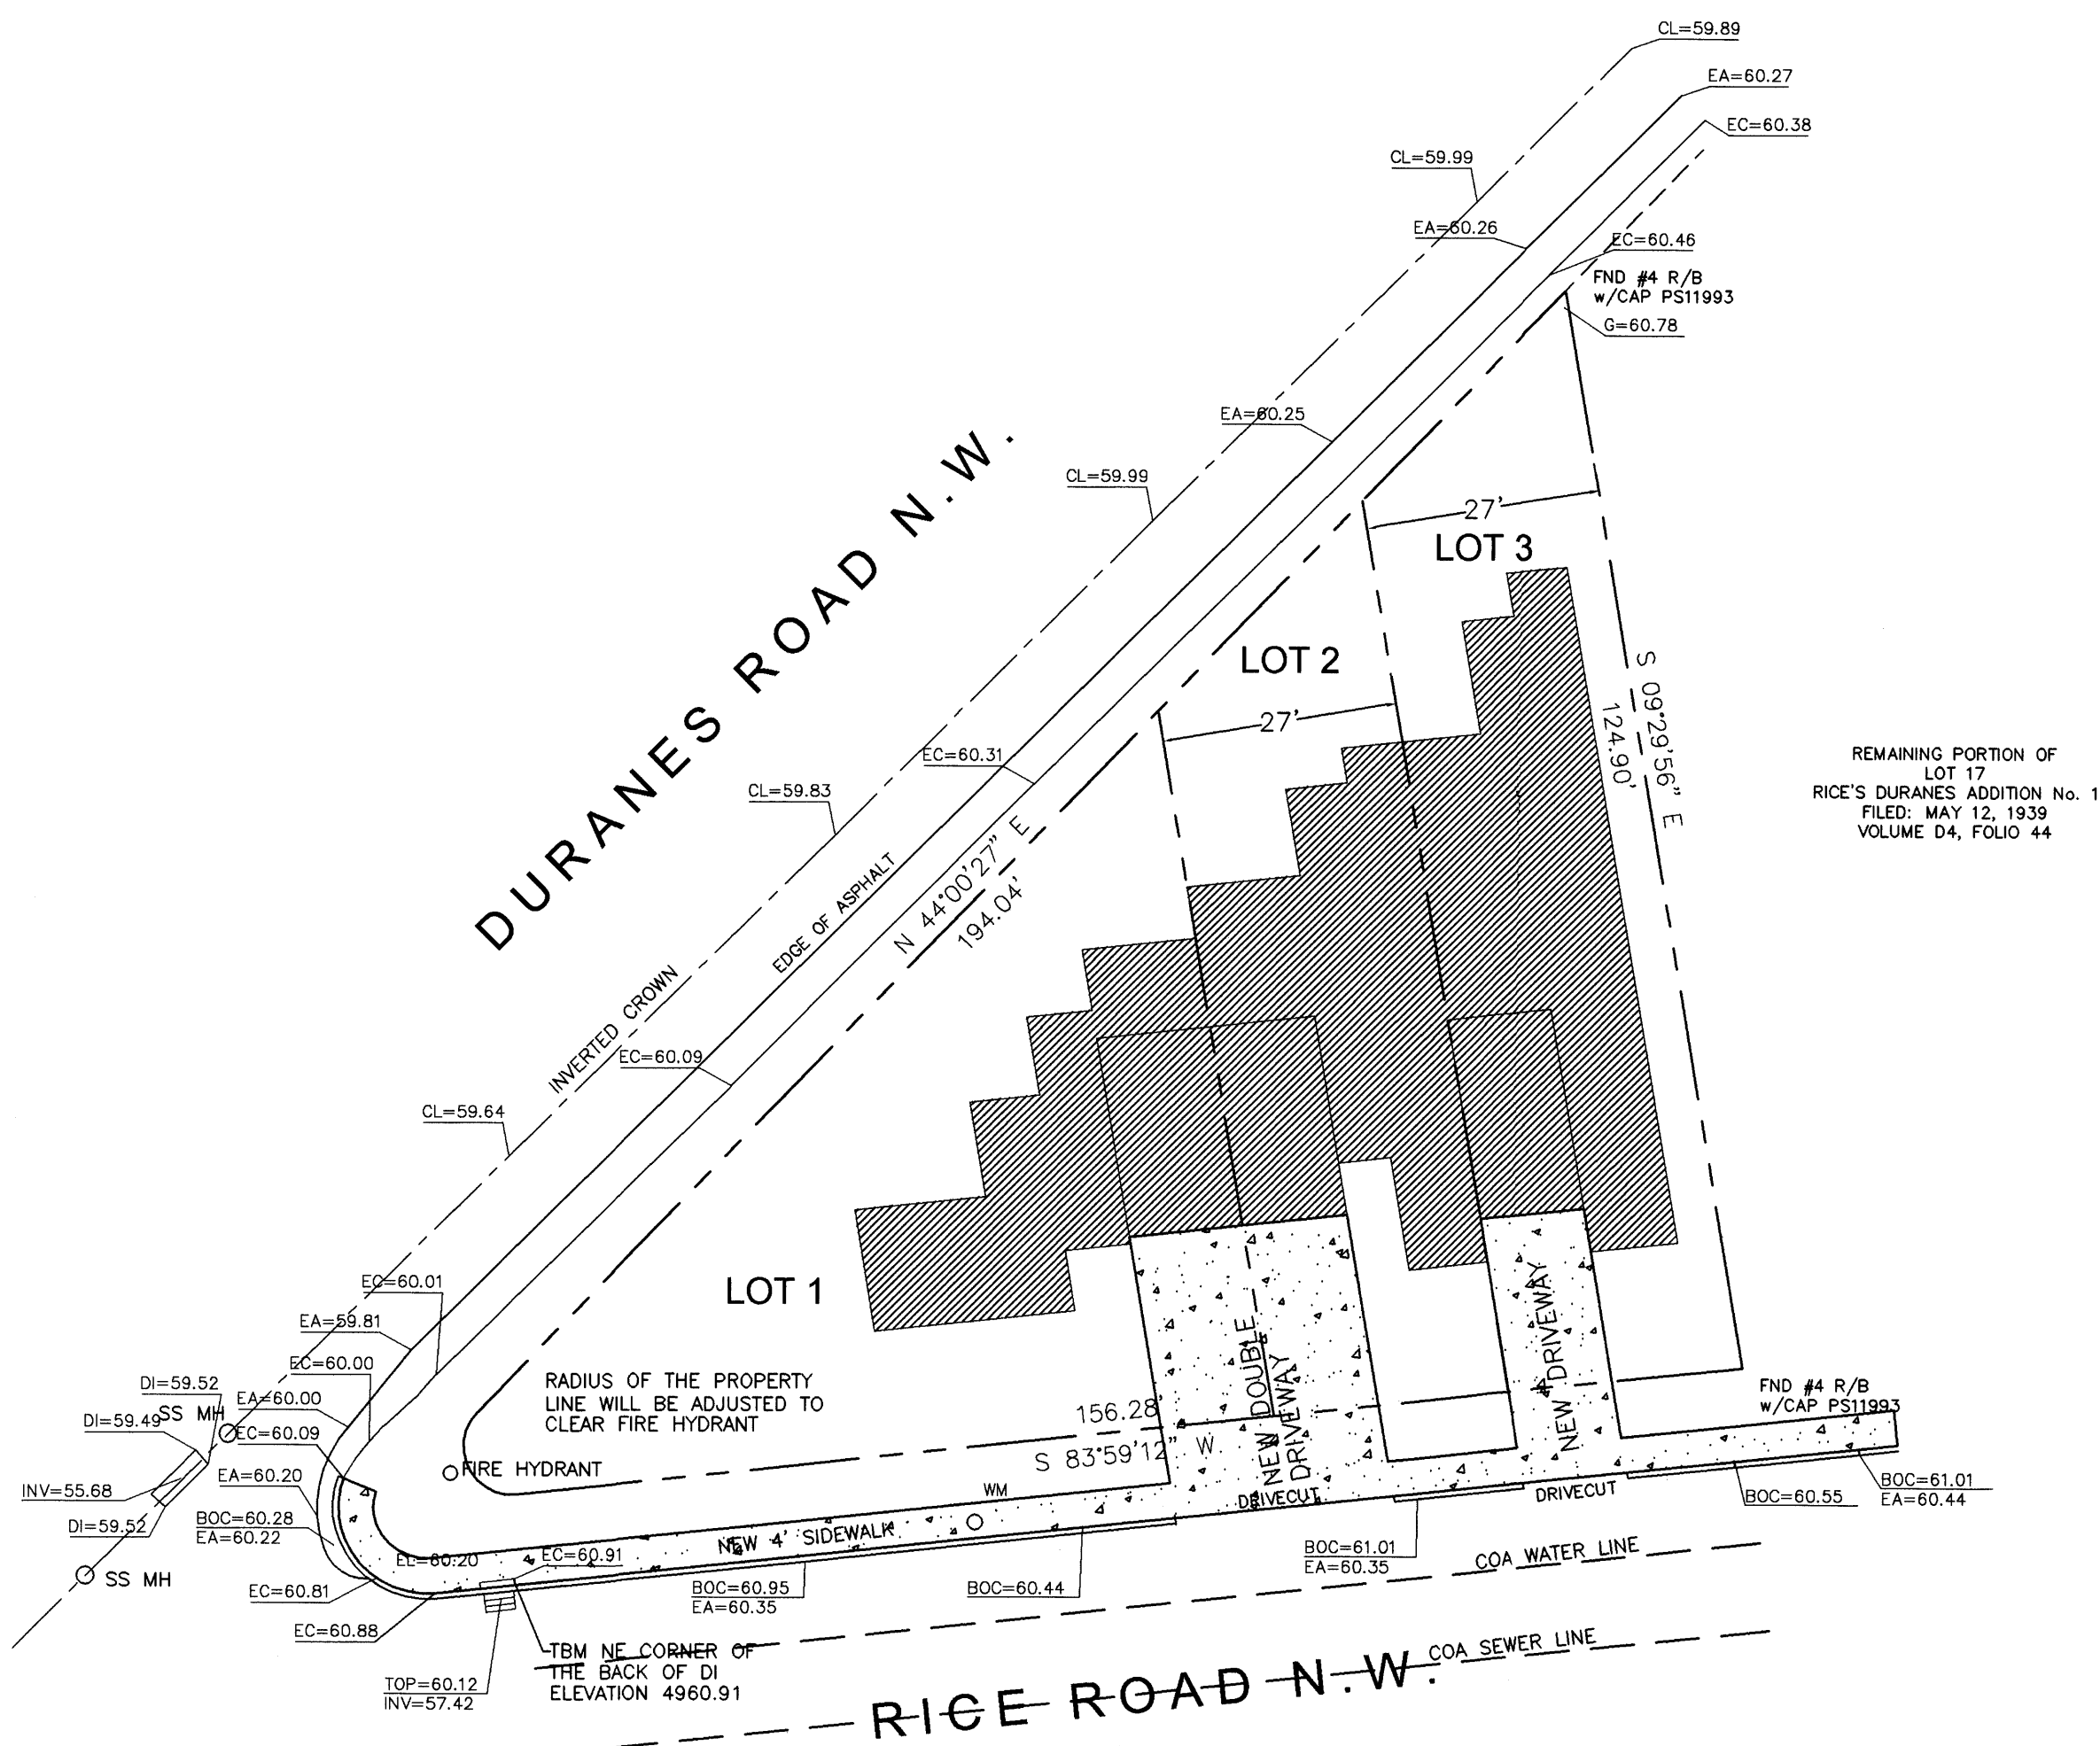 CL=59.89
EA=60.27
EC=60.38
CL=59.99
EA=60.26
EC=60.46
FND #4 R/B
w/CAP PS11993
G=60.78
EA=60.25
DURANES ROAD N.W.
CL=59.99
27'
LOT 3
LOT 2
27'
S 09°29'56" E
124.90'
REMAINING PORTION OF
LOT 17
RICE'S DURANES ADDITION No. 1
FILED: MAY 12, 1939
VOLUME D4, FOLIO 44
EC=60.31
CL=59.83
N 44°00'27" E
194.04'
EDGE OF ASPHALT
INVERTED CROWN
EC=60.09
CL=59.64
EC=60.01
LOT 1
EA=59.81
EC=60.00
DI=59.52
EA=60.00
SS MH
DI=59.49
EC=60.09
RADIUS OF THE PROPERTY
LINE WILL BE ADJUSTED TO
CLEAR FIRE HYDRANT
156.28'
S 83°59'12" W
NEW DOUBLE
DRIVEWAY
NEW DRIVEWAY
FND #4 R/B
w/CAP PS11993
FIRE HYDRANT
EA=60.20
INV=55.68
DI=59.52
BOC=60.28
EA=60.22
WM
DRIVECUT
DRIVECUT
BOC=60.55
BOC=61.01
EA=60.44
NEW 4' SIDEWALK
EL=60.20
EC=60.91
SS MH
EC=60.81
BOC=60.95
EA=60.35
BOC=60.44
BOC=61.01
EA=60.35
COA WATER LINE
EC=60.88
TBM NE CORNER OF
THE BACK OF DI
ELEVATION 4960.91
TOP=60.12
INV=57.42
COA SEWER LINE
RICE ROAD N.W.